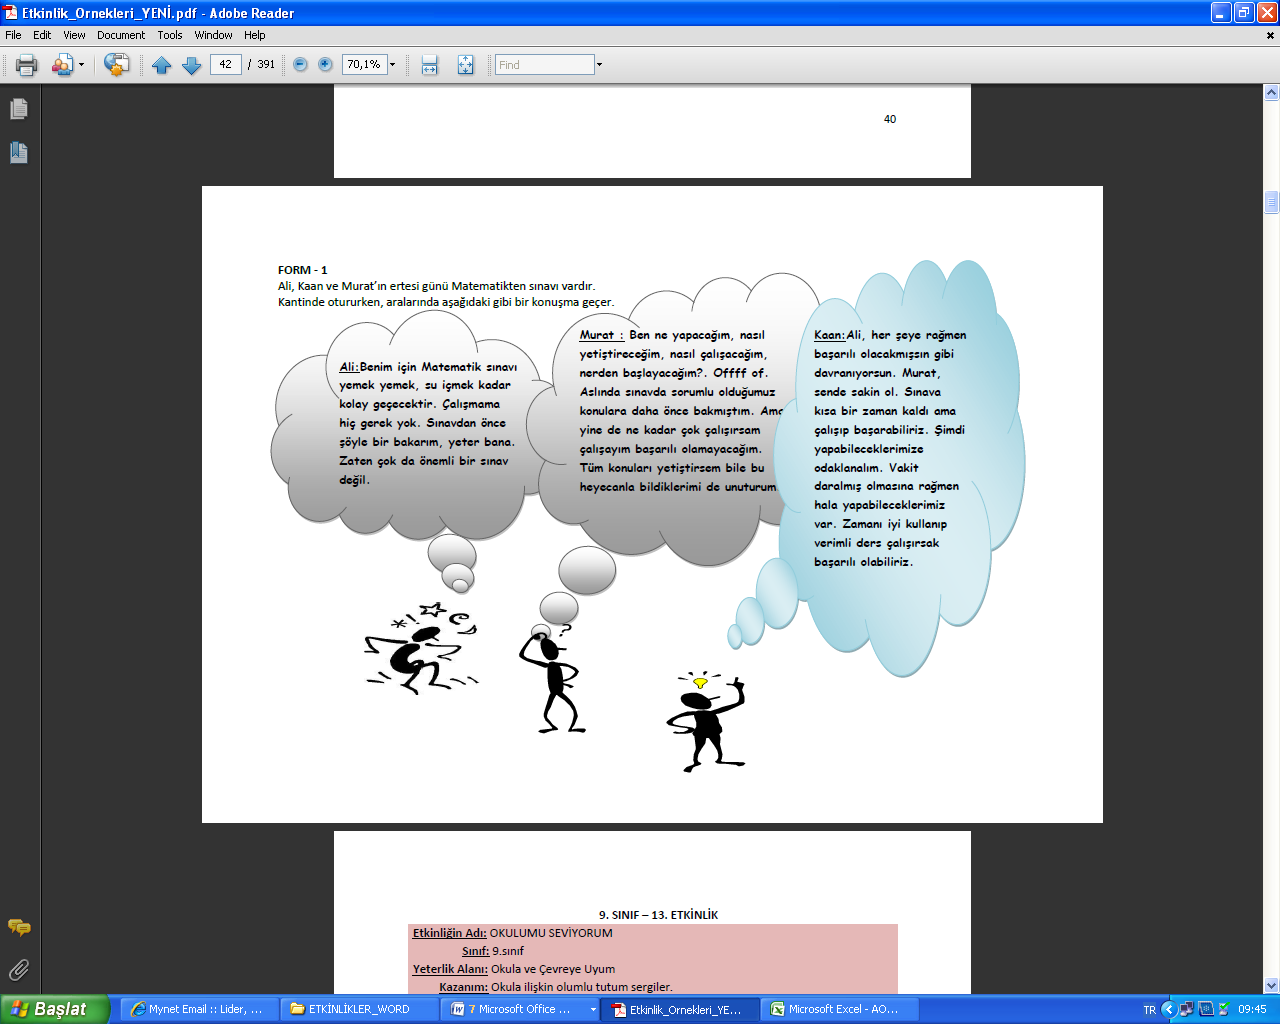 Etkinlik_Ornekleri_YENİ.pdf - Adobe Reader
File Edit View Document Tools Window Help
42 / 391 70,1% Find
40
FORM - 1
Ali, Kaan ve Murat'ın ertesi günü Matematikten sınavı vardır.
Kantinde otururken, aralarında aşağıdaki gibi bir konuşma geçer.
Ali:Benim için Matematik sınavı
yemek yemek, su içmek kadar
kolay geçecektir. Çalışmama
hiç gerek yok. Sınavdan önce
şöyle bir bakarım, yeter bana.
Zaten çok da önemli bir sınav
değil.
Murat : Ben ne yapacağım, nasıl
yetiştireceğim, nasıl çalışacağım,
nerden başlayacağım?. Offff of.
Aslında sınavda sorumlu olduğumuz
konulara daha önce bakmıştım. Ama
yine de ne kadar çok çalışırsam
çalışayım başarılı olamayacağım.
Tüm konuları yetiştirsem bile bu
heyecanla bildiklerimi de unuturum
Kaan:Ali, her şeye rağmen
başarılı olacakmışsın gibi
davranıyorsun. Murat,
sende sakin ol. Sınava
kısa bir zaman kaldı ama
çalışıp başarabiliriz. Şimdi
yapabileceklerimize
odaklanalım. Vakit
daralmış olmasına rağmen
hala yapabileceklerimiz
var. Zamanı iyi kullanıp
verimli ders çalışırsak
başarılı olabiliriz.
9. SINIF – 13. ETKİNLİK
Etkinliğin Adı: OKULUMU SEVİYORUM
Sınıf: 9.sınıf
Yeterlik Alanı: Okula ve Çevreye Uyum
Kazanım: Okula ilişkin olumlu tutum sergiler.
Başlat Mynet Email :: Lider, ... ETKİNLİKLER_WORD 7 Microsoft Office ... Etkinlik_Ornekleri_YE... Microsoft Excel - AO... TR 09:45